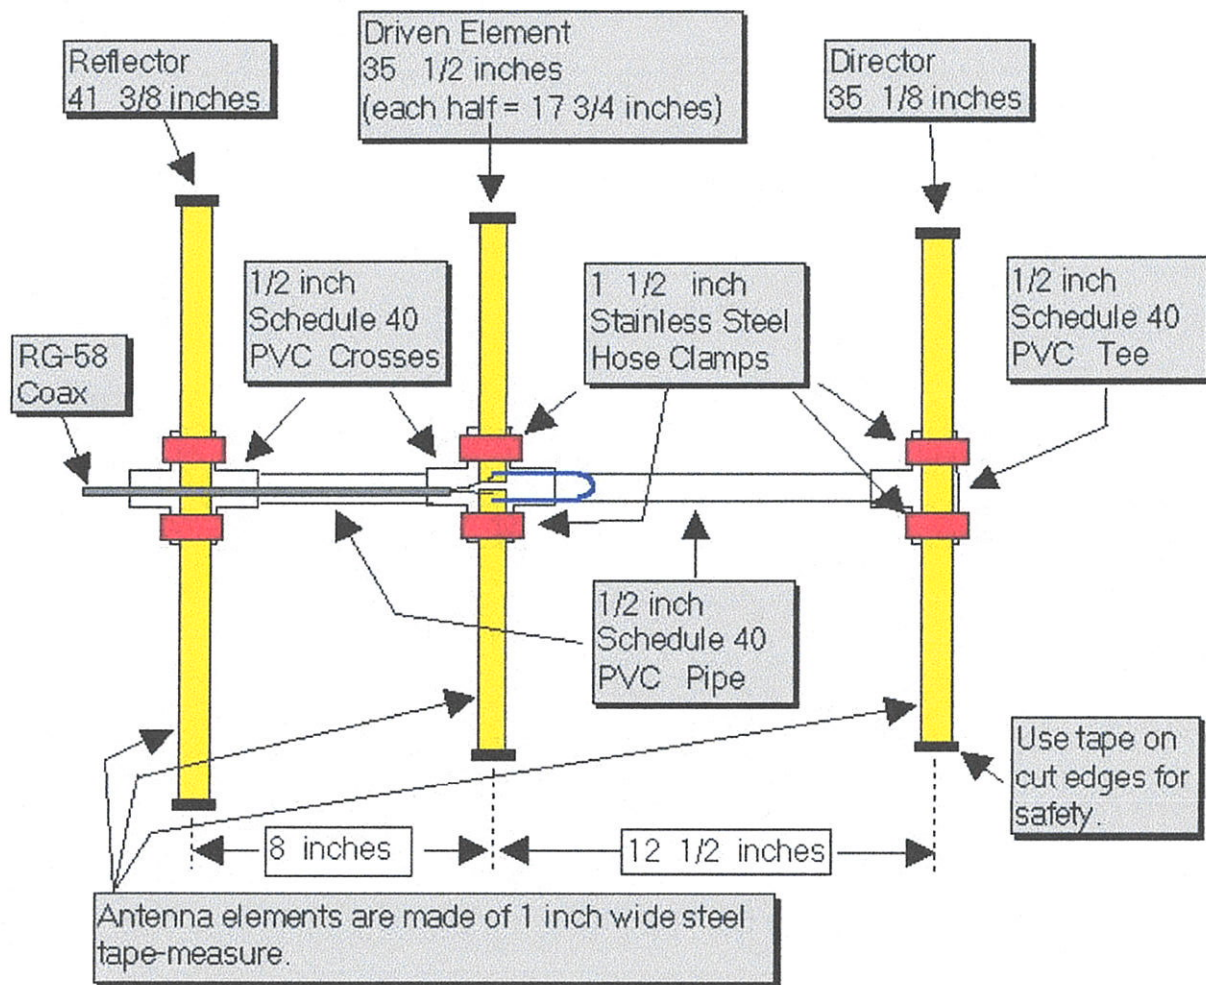 Reflector
41 3/8 inches
Driven Element
35 1/2 inches
(each half = 17 3/4 inches)
Director
35 1/8 inches
RG-58
Coax
1/2 inch
Schedule 40
PVC Crosses
1 1/2 inch
Stainless Steel
Hose Clamps
1/2 inch
Schedule 40
PVC Tee
1/2 inch
Schedule 40
PVC Pipe
Use tape on
cut edges for
safety.
8 inches
12 1/2 inches
Antenna elements are made of 1 inch wide steel
tape-measure.